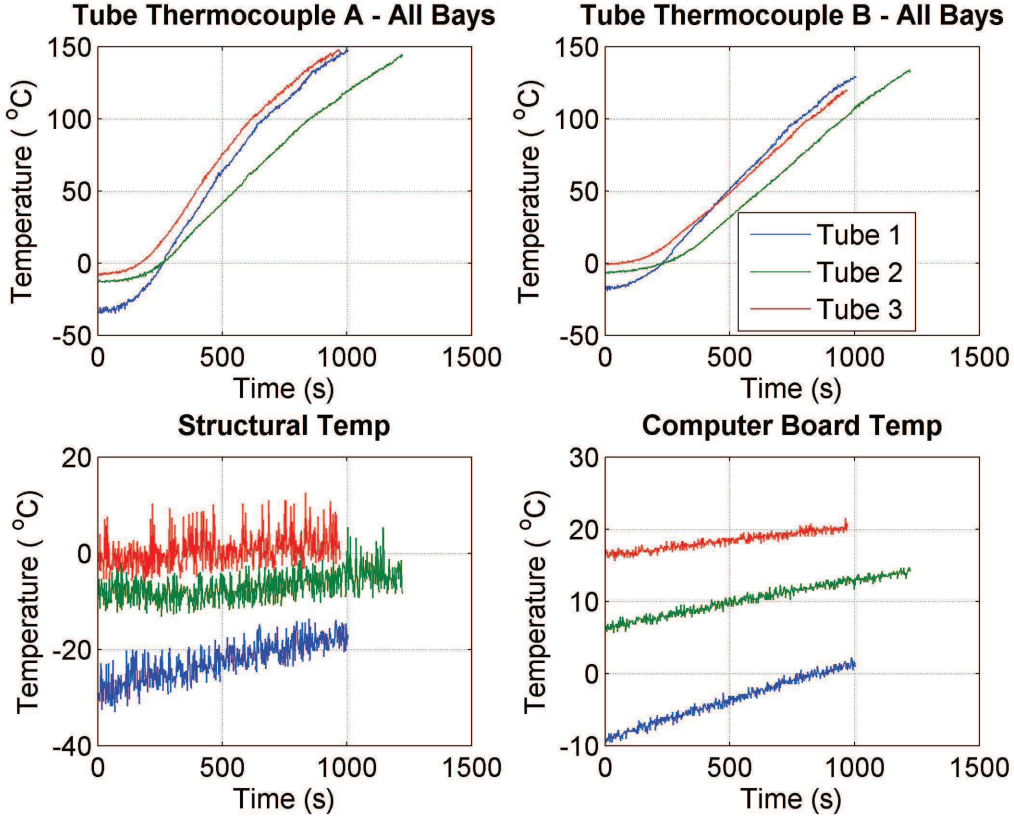 Tube Thermocouple A - All Bays
150
100
50
0
-50
Temperature ( °C)
0 500 1000 1500
Time (s)
Tube Thermocouple B - All Bays
150
100
50
0
-50
Temperature ( °C)
Tube 1
Tube 2
Tube 3
0 500 1000 1500
Time (s)
Structural Temp
20
0
-20
-40
Temperature ( °C)
0 500 1000 1500
Time (s)
Computer Board Temp
30
20
10
0
-10
Temperature ( °C)
0 500 1000 1500
Time (s)